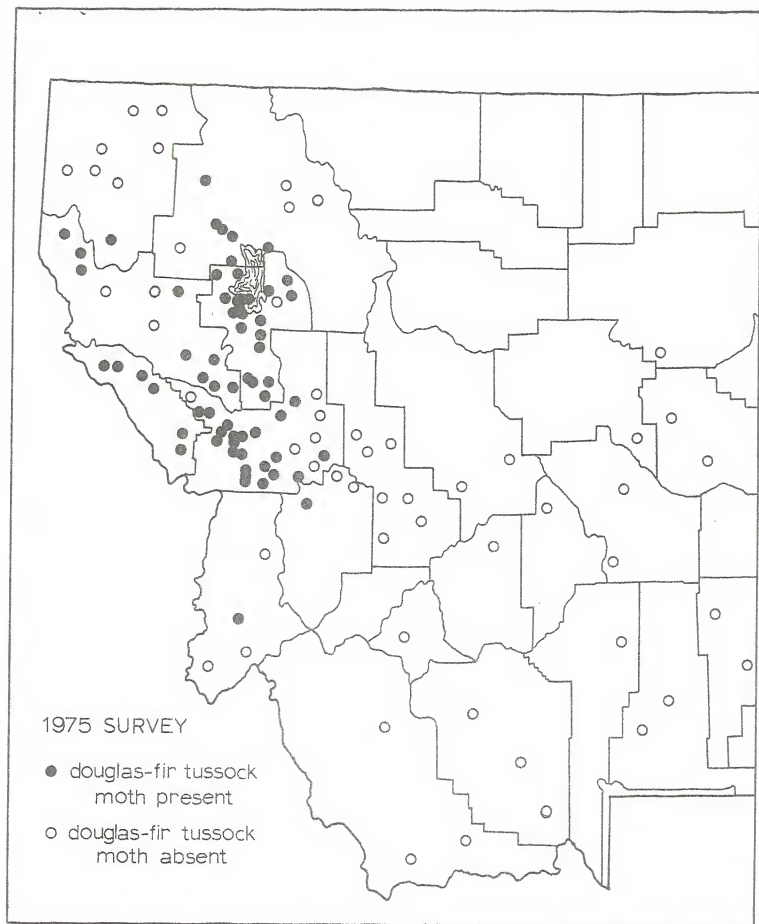 1975 SURVEY
● douglas-fir tussock
moth present
○ douglas-fir tussock
moth absent